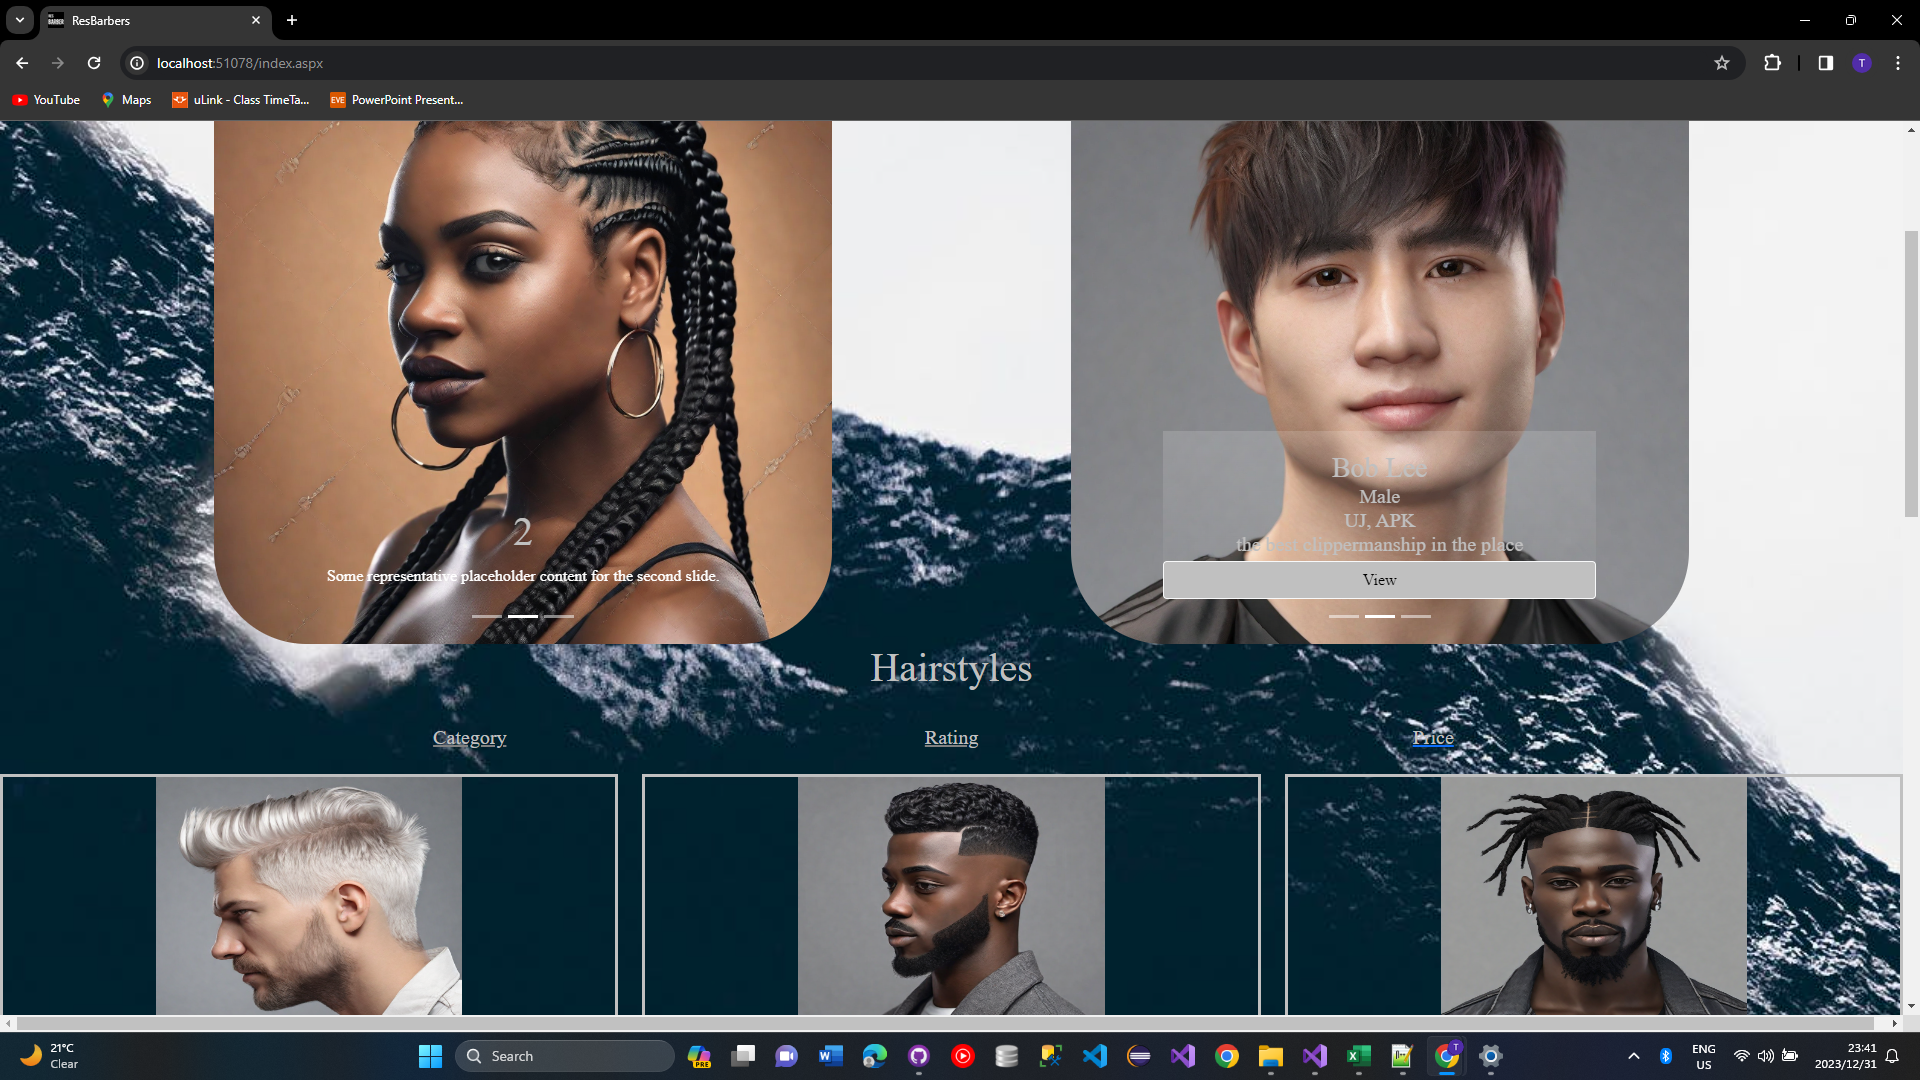 ResBarbers
localhost:51078/index.aspx
YouTube
Maps
uLink - Class TimeTa...
EVE
PowerPoint Present...
T
2
Some representative placeholder content for the second slide.
Bob Lee
Male
UJ, APK
the best clippermanship in the place
View
Hairstyles
Category
Rating
Price
21°C
Clear
Search
PRE
T
ENG
US
23:41
2023/12/31